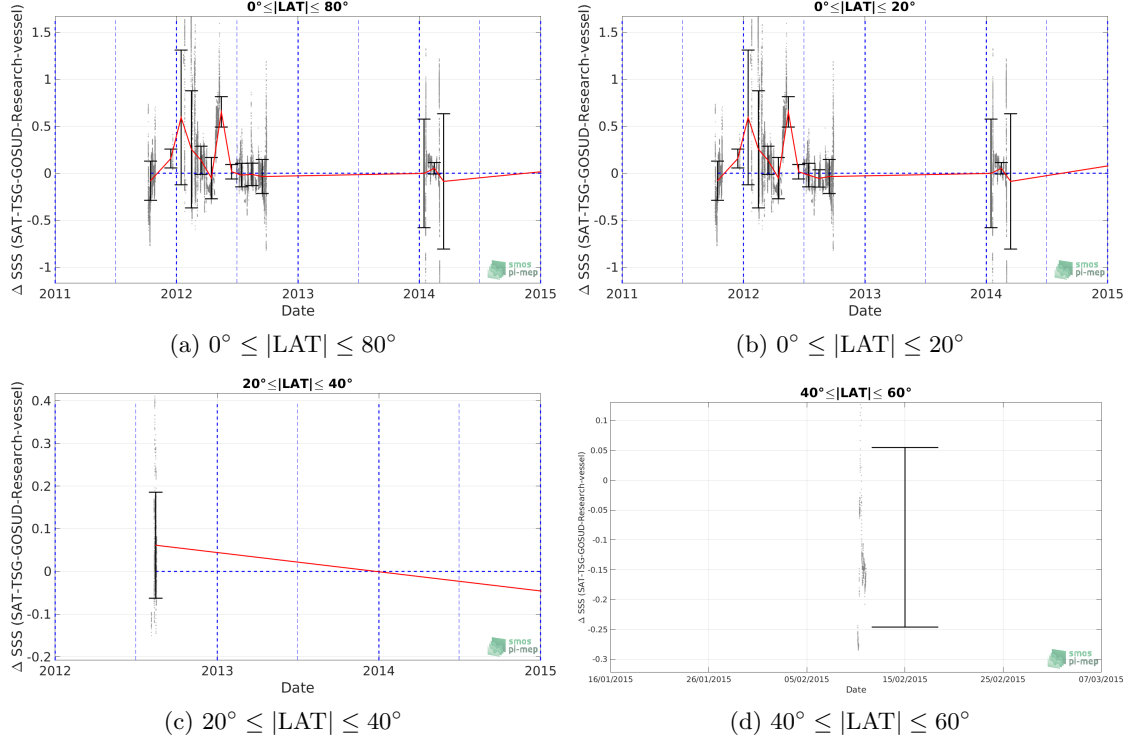 0°≤|LAT|≤ 80°
Δ SSS (SAT-TSG-GOSUD-Research-vessel)
1.5
1
0.5
0
-0.5
-1
2011
2012
2013
2014
2015
Date
smos
pi-mep
(a) 0° ≤ |LAT| ≤ 80°
0°≤|LAT|≤ 20°
Δ SSS (SAT-TSG-GOSUD-Research-vessel)
1.5
1
0.5
0
-0.5
-1
2011
2012
2013
2014
2015
Date
smos
pi-mep
(b) 0° ≤ |LAT| ≤ 20°
20°≤|LAT|≤ 40°
Δ SSS (SAT-TSG-GOSUD-Research-vessel)
0.4
0.3
0.2
0.1
0
-0.1
-0.2
2012
2013
2014
2015
Date
smos
pi-mep
(c) 20° ≤ |LAT| ≤ 40°
40°≤|LAT|≤ 60°
Δ SSS (SAT-TSG-GOSUD-Research-vessel)
0.1
0.05
0
-0.05
-0.1
-0.15
-0.2
-0.25
-0.3
16/01/2015
26/01/2015
05/02/2015
15/02/2015
25/02/2015
07/03/2015
Date
smos
pi-mep
(d) 40° ≤ |LAT| ≤ 60°